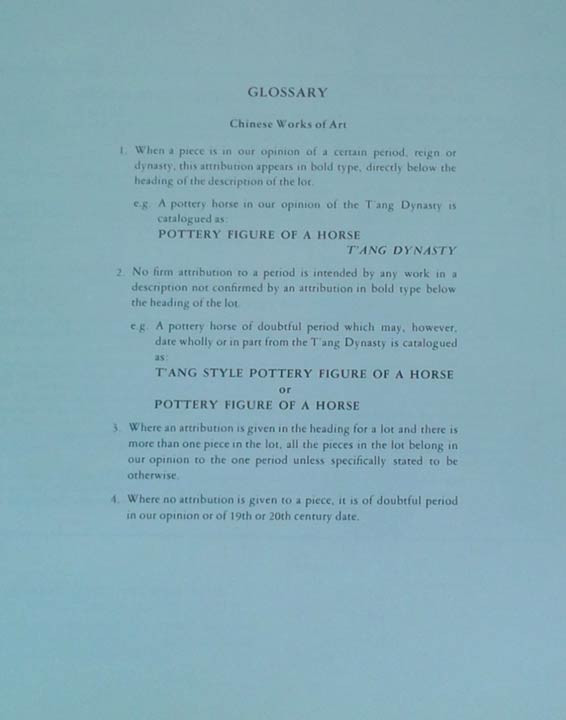 GLOSSARY
Chinese Works of Art
1. When a piece is in our opinion of a certain period, reign or
dynasty, this attribution appears in bold type, directly below the
heading of the description of the lot.
e.g. A pottery horse in our opinion of the T'ang Dynasty is
catalogued as:
POTTERY FIGURE OF A HORSE
T'ANG DYNASTY
2. No firm attribution to a period is intended by any work in a
description not confirmed by an attribution in bold type below
the heading of the lot.
e.g. A pottery horse of doubtful period which may, however,
date wholly or in part from the T'ang Dynasty is catalogued
as:
T'ANG STYLE POTTERY FIGURE OF A HORSE
or
POTTERY FIGURE OF A HORSE
3. Where an attribution is given in the heading for a lot and there is
more than one piece in the lot, all the pieces in the lot belong in
our opinion to the one period unless specifically stated to be
otherwise.
4. Where no attribution is given to a piece, it is of doubtful period
in our opinion or of 19th or 20th century date.